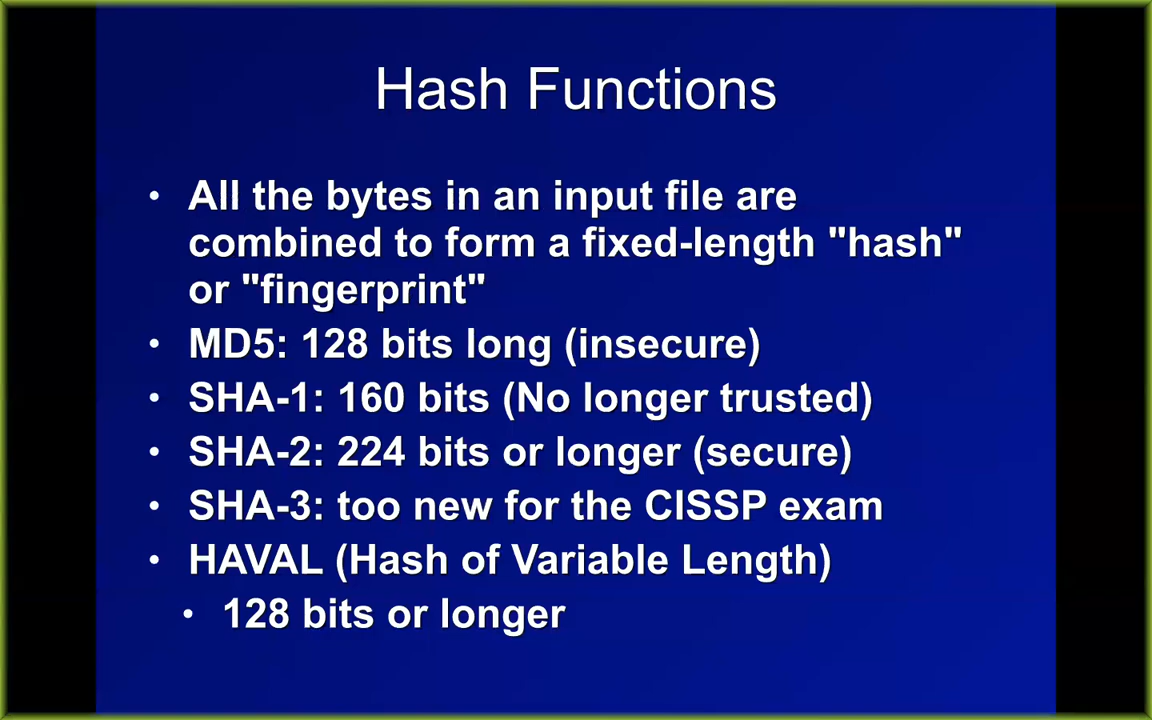 Hash Functions
• All the bytes in an input file are
combined to form a fixed-length "hash"
or "fingerprint"
• MD5: 128 bits long (insecure)
• SHA-1: 160 bits (No longer trusted)
• SHA-2: 224 bits or longer (secure)
• SHA-3: too new for the CISSP exam
• HAVAL (Hash of Variable Length)
• 128 bits or longer